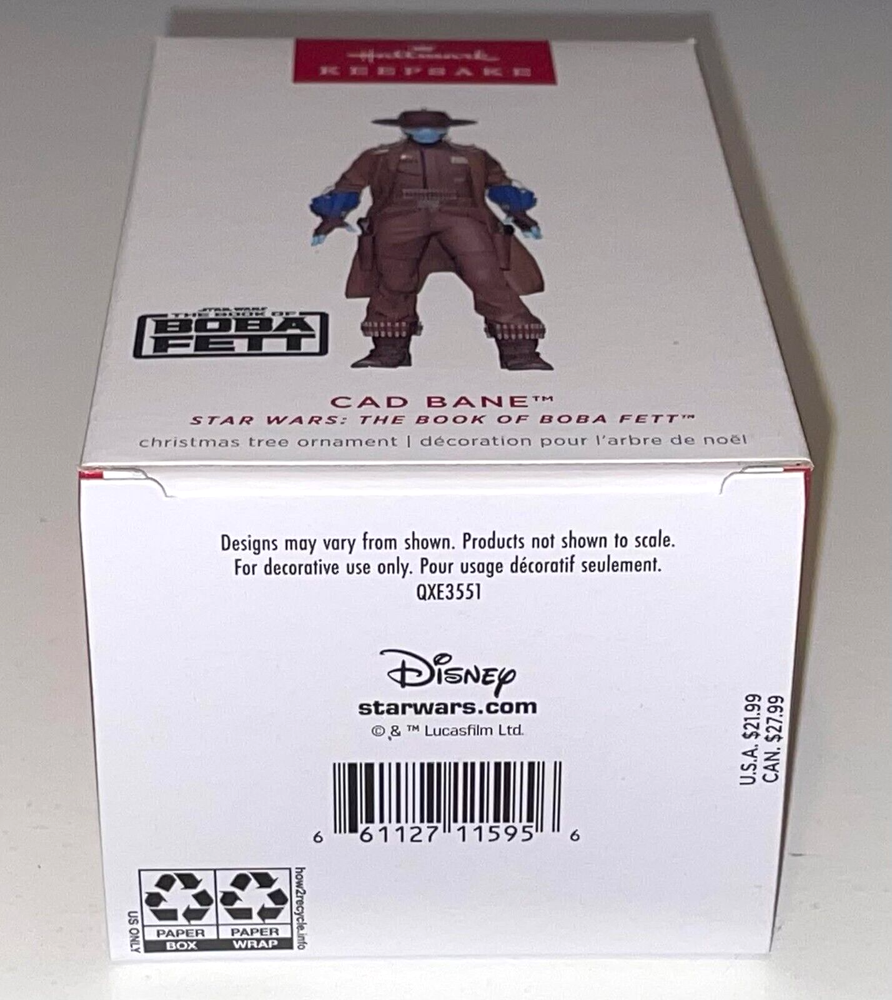 Hallmark
KEEPSAKE
STAR WARS
THE BOOK OF
BOBA
FETT
CAD BANE™
STAR WARS: THE BOOK OF BOBA FETT™
christmas tree ornament | décoration pour l'arbre de noël
Designs may vary from shown. Products not shown to scale.
For decorative use only. Pour usage décoratif seulement.
QXE3551
Disney
starwars.com
© & ™ Lucasfilm Ltd.
U.S.A. $21.99
CAN. $27.99
6 61127 11595 6
US ONLY
PAPER PAPER
BOX WRAP
how2recycle.info